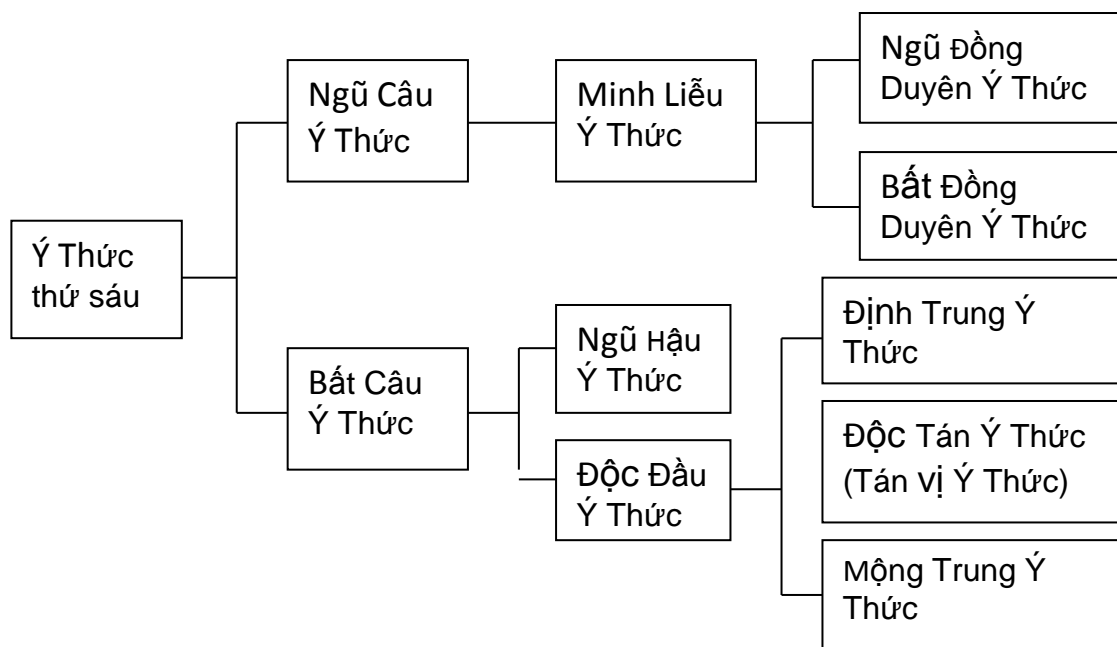 Ý Thức
thứ sáu
Ngũ Câu
Ý Thức
Minh Liễu
Ý Thức
Ngũ Đồng
Duyên Ý Thức
Bất Đồng
Duyên Ý Thức
Bất Câu
Ý Thức
Ngũ Hậu
Ý Thức
Độc Đầu
Ý Thức
Định Trung Ý
Thức
Độc Tán Ý Thức
(Tán vị Ý Thức)
Mộng Trung Ý
Thức